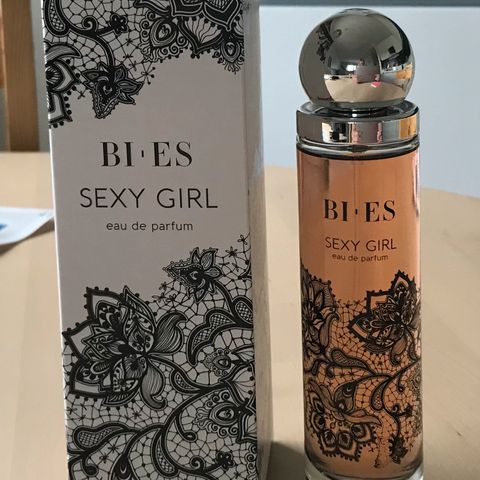 BI·ES
SEXY GIRL
eau de parfum
BI·ES
SEXY GIRL
eau de parfum